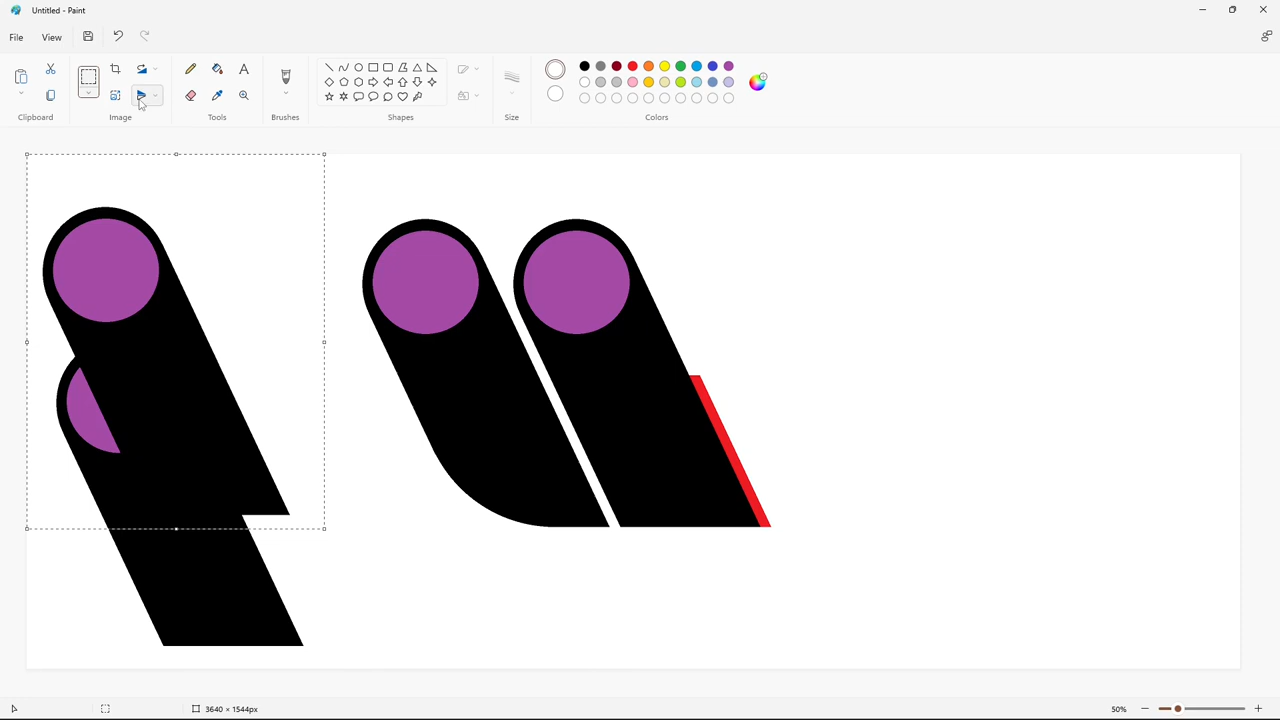 Untitled - Paint
File View
Clipboard Image Tools Brushes Shapes Size Colors
3640 × 1544px 50%